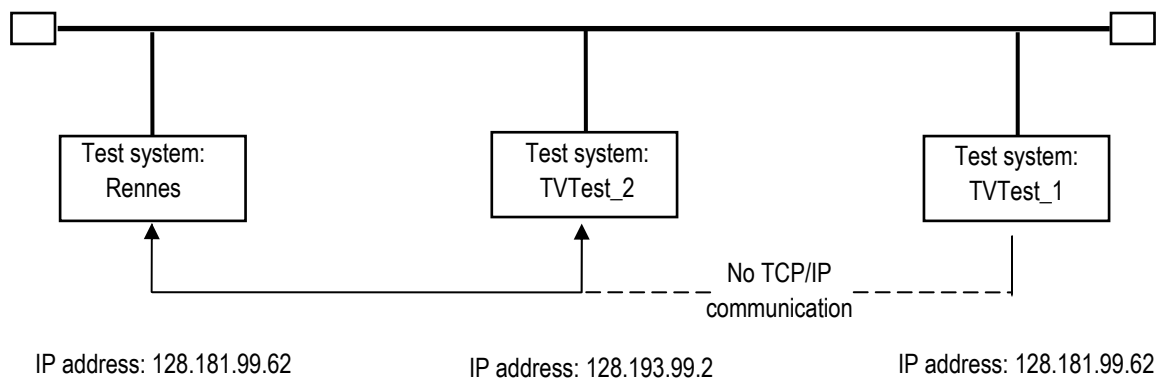 Test system:
Rennes
Test system:
TVTest_2
Test system:
TVTest_1
No TCP/IP
communication
IP address: 128.181.99.62
IP address: 128.193.99.2
IP address: 128.181.99.62